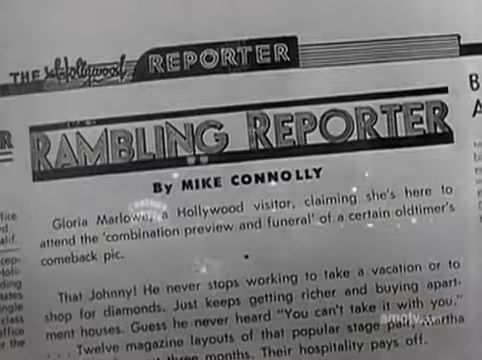 THE Hollywood REPORTER
B
A
R
RAMBLING REPORTER
By MIKE CONNOLLY
Gloria Marlowe, a Hollywood visitor, claiming she's here to
attend the 'combination preview and funeral' of a certain oldtimer's
comeback pic.
That Johnny! He never stops working to take a vacation or to
shop for diamonds. Just keeps getting richer and buying apart-
ment houses. Guess he never heard "You can't take it with you."
. . . Twelve magazine layouts of that popular stage
three months. Their hospitality pays off.